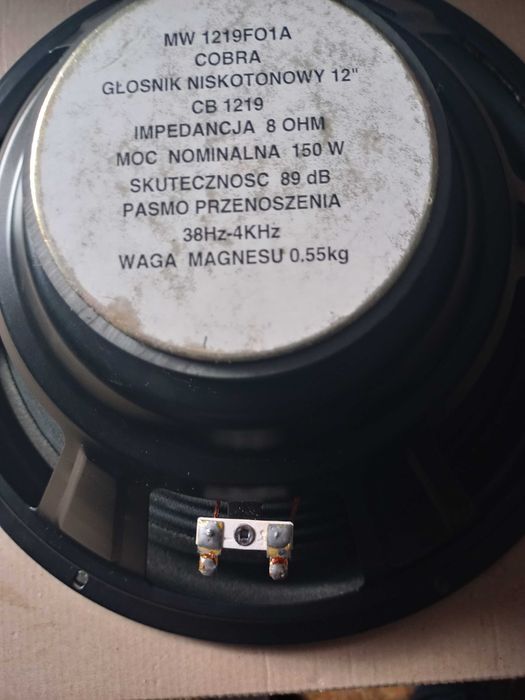 MW 1219FO1A
COBRA
GŁOSNIK NISKOTONOWY 12"
CB 1219
IMPEDANCJA 8 OHM
MOC NOMINALNA 150 W
SKUTECZNOSC 89 dB
PASMO PRZENOSZENIA
38Hz-4KHz
WAGA MAGNESU 0.55kg